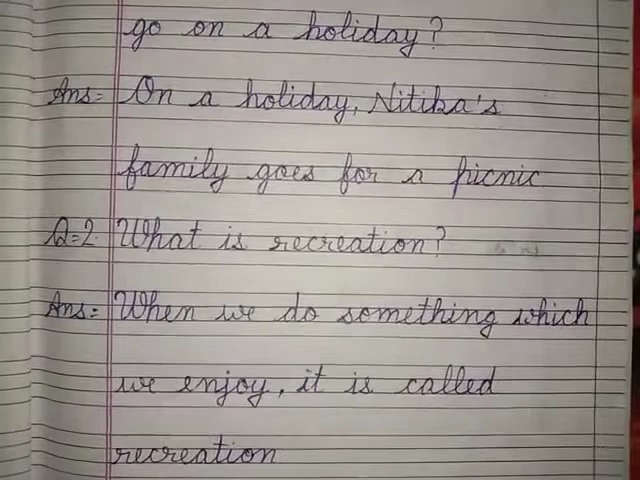 go on a holiday?
Ans= On a holiday, Nitika's
family goes for a picnic
Q=2. What is recreation?
Ans= When we do something which
we enjoy, it is called
recreation